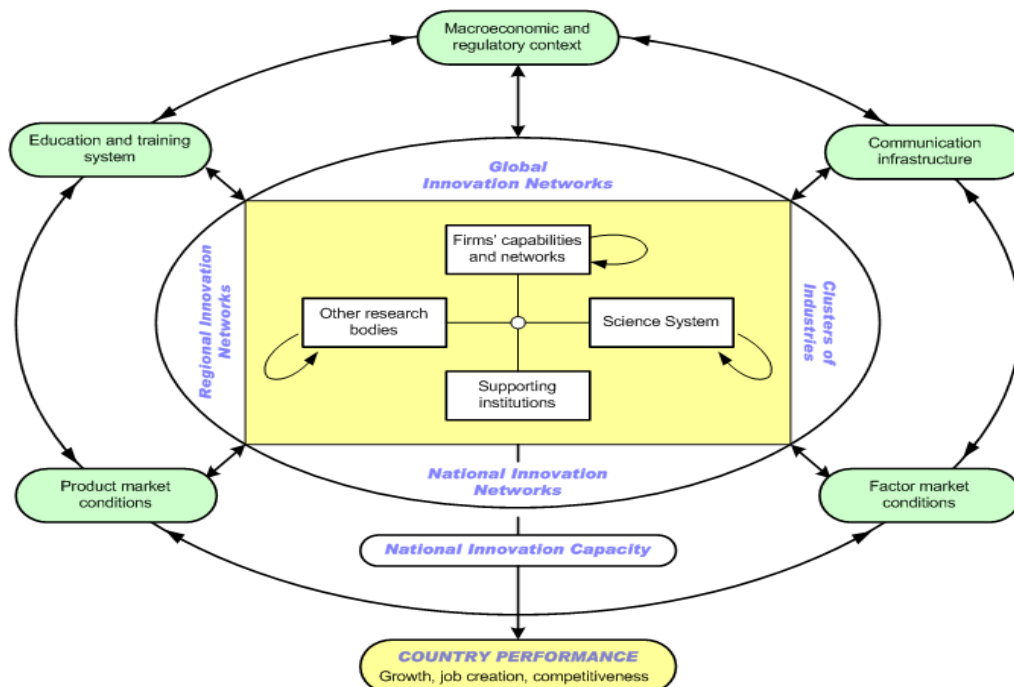 Macroeconomic and
regulatory context
Education and training
system
Communication
infrastructure
Global
Innovation Networks
Firms' capabilities
and networks
Regional Innovation
Networks
Clusters of
Industries
Other research
bodies
Science System
Supporting
institutions
Product market
conditions
National Innovation
Networks
Factor market
conditions
National Innovation Capacity
COUNTRY PERFORMANCE
Growth, job creation, competitiveness